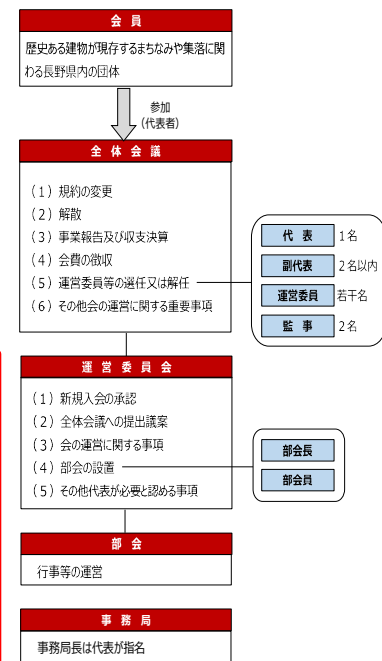 会員
歴史ある建物が現存するまちなみや集落に関
わる長野県内の団体
参加
(代表者)
全体会議
(1)規約の変更
(2)解散
(3)事業報告及び収支決算
(4)会費の徴収
(5)運営委員等の選任又は解任
(6)その他会の運営に関する重要事項
代表 1名
副代表 2名以内
運営委員 若干名
監事 2名
運営委員会
(1)新規入会の承認
(2)全体会議への提出議案
(3)会の運営に関する事項
(4)部会の設置
(5)その他代表が必要と認める事項
部会長
部会員
部会
行事等の運営
事務局
事務局長は代表が指名